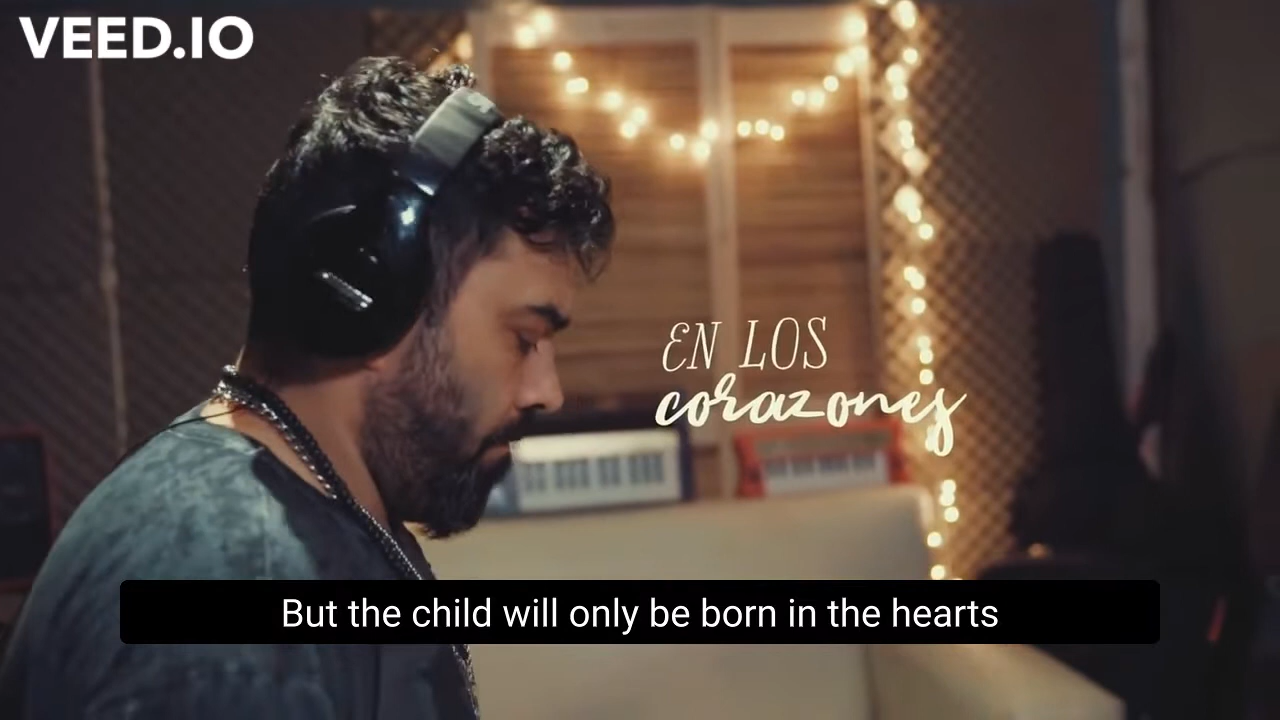 VEED.IO
EN LOS
corazones
But the child will only be born in the hearts